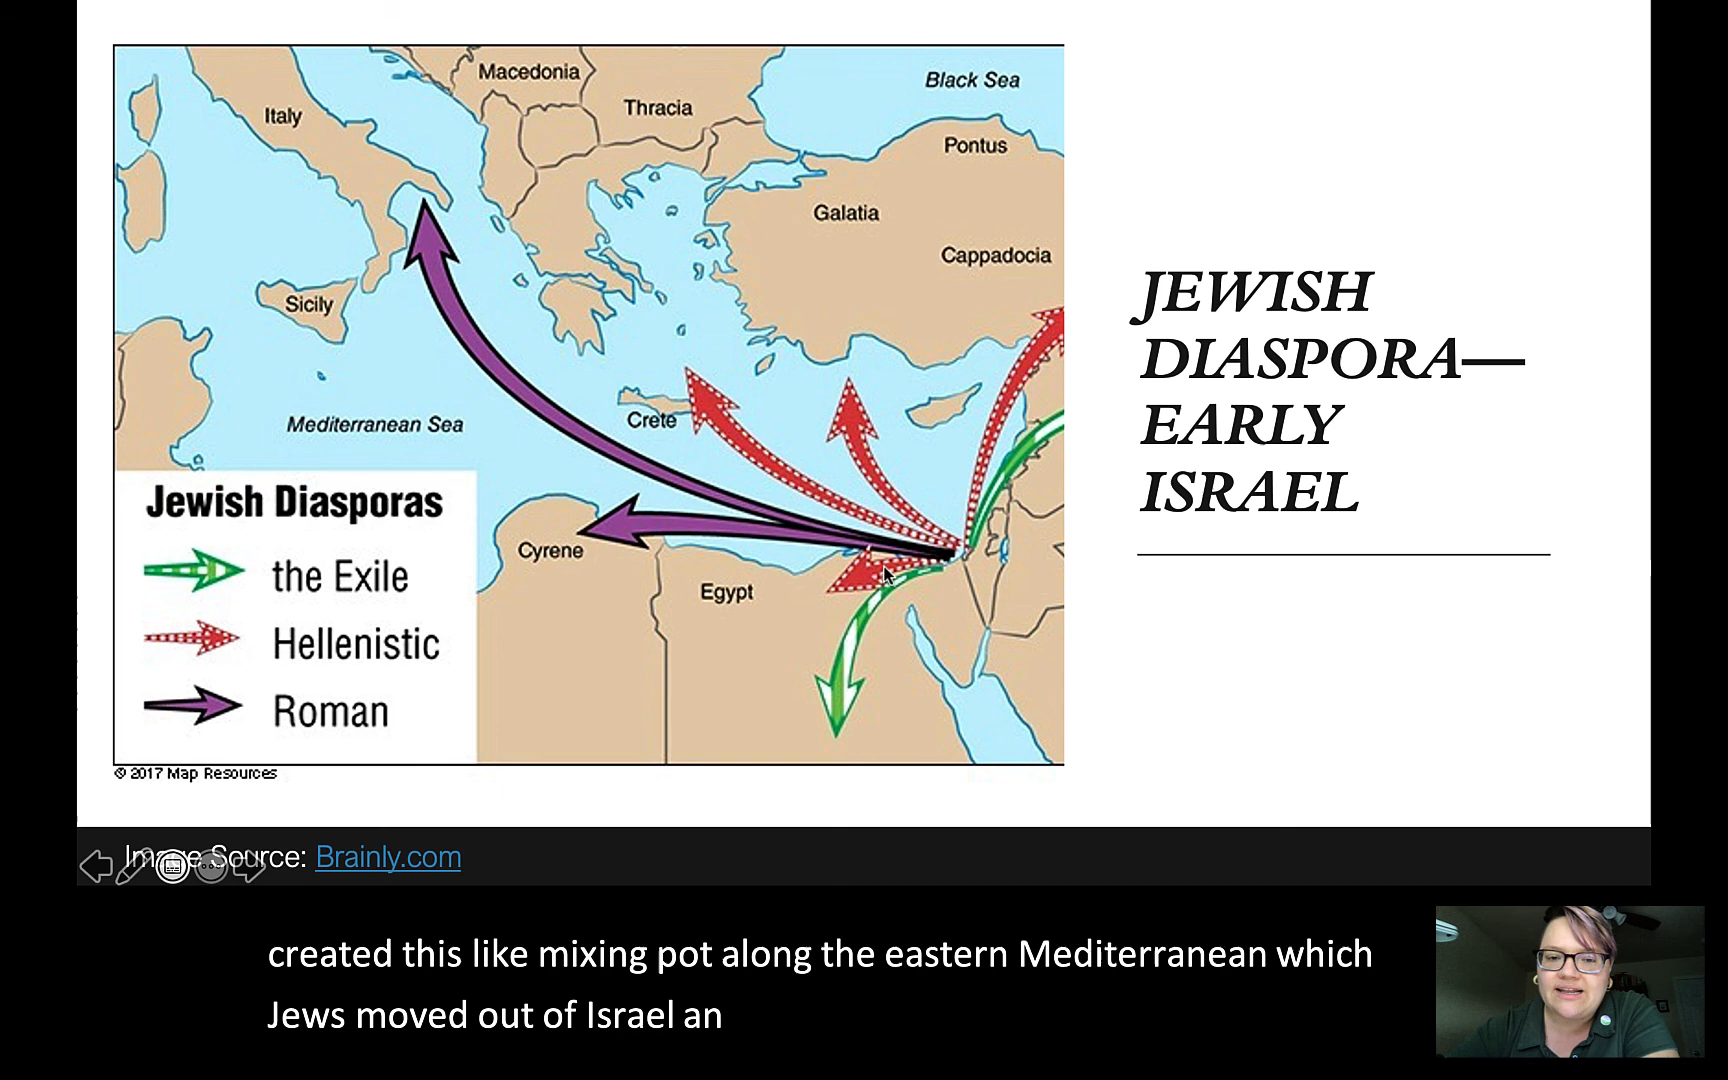 Macedonia
Black Sea
Italy
Thracia
Pontus
Galatia
Cappadocia
Sicily
Mediterranean Sea
Crete
Cyrene
Egypt
Jewish Diasporas
the Exile
Hellenistic
Roman
© 2017 Map Resources
JEWISH
DIASPORA—
EARLY
ISRAEL
Image Source: Brainly.com
created this like mixing pot along the eastern Mediterranean which
Jews moved out of Israel an